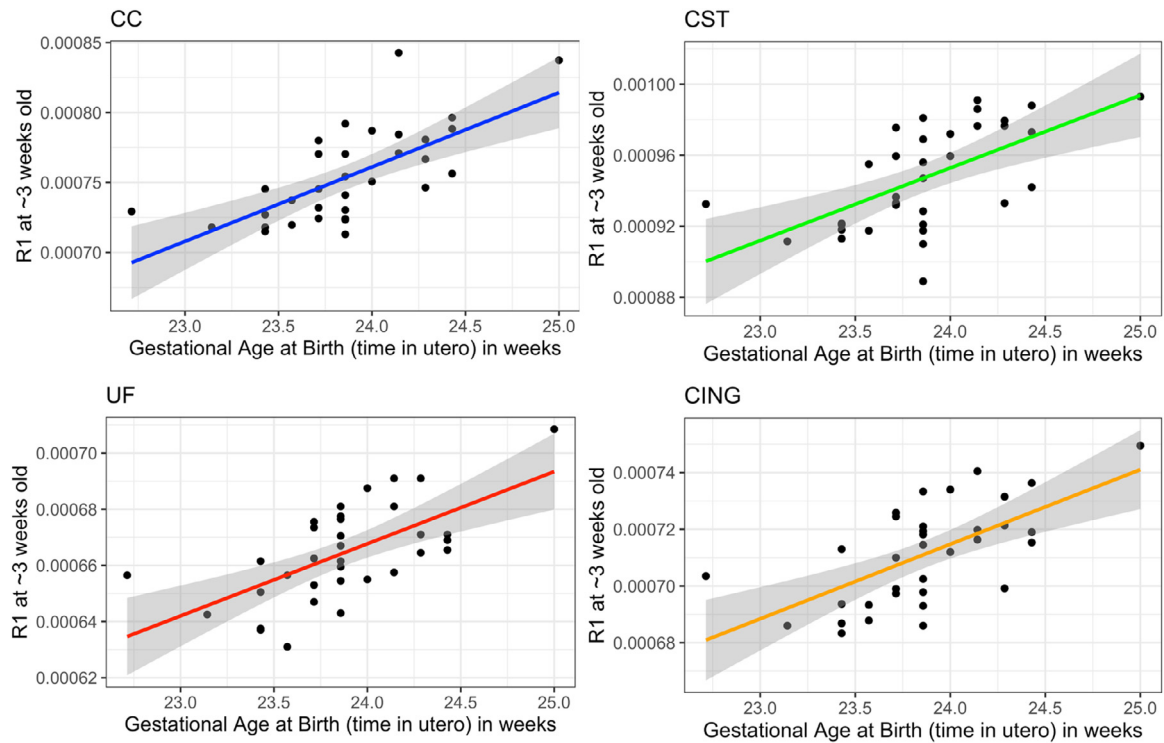 CC
R1 at ~3 weeks old
0.00085
0.00080
0.00075
0.00070
23.0 23.5 24.0 24.5 25.0
Gestational Age at Birth (time in utero) in weeks
CST
R1 at ~3 weeks old
0.00100
0.00096
0.00092
0.00088
23.0 23.5 24.0 24.5 25.0
Gestational Age at Birth (time in utero) in weeks
UF
R1 at ~3 weeks old
0.00070
0.00068
0.00066
0.00064
0.00062
23.0 23.5 24.0 24.5 25.0
Gestational Age at Birth (time in utero) in weeks
CING
R1 at ~3 weeks old
0.00074
0.00072
0.00070
0.00068
23.0 23.5 24.0 24.5 25.0
Gestational Age at Birth (time in utero) in weeks